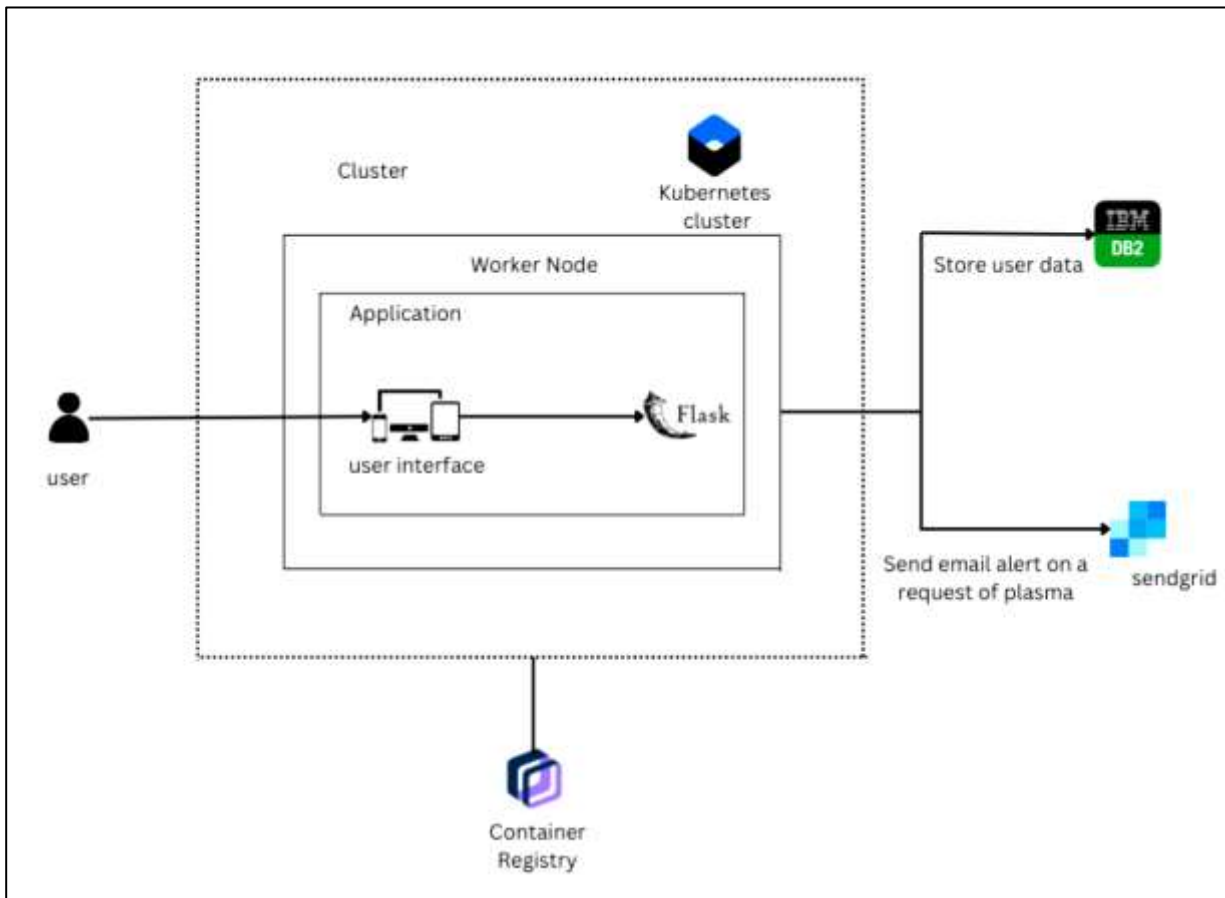 Cluster
Kubernetes
cluster
Worker Node
Application
Flask
user interface
user
IBM
DB2
Store user data
Send email alert on a
request of plasma
sendgrid
Container
Registry